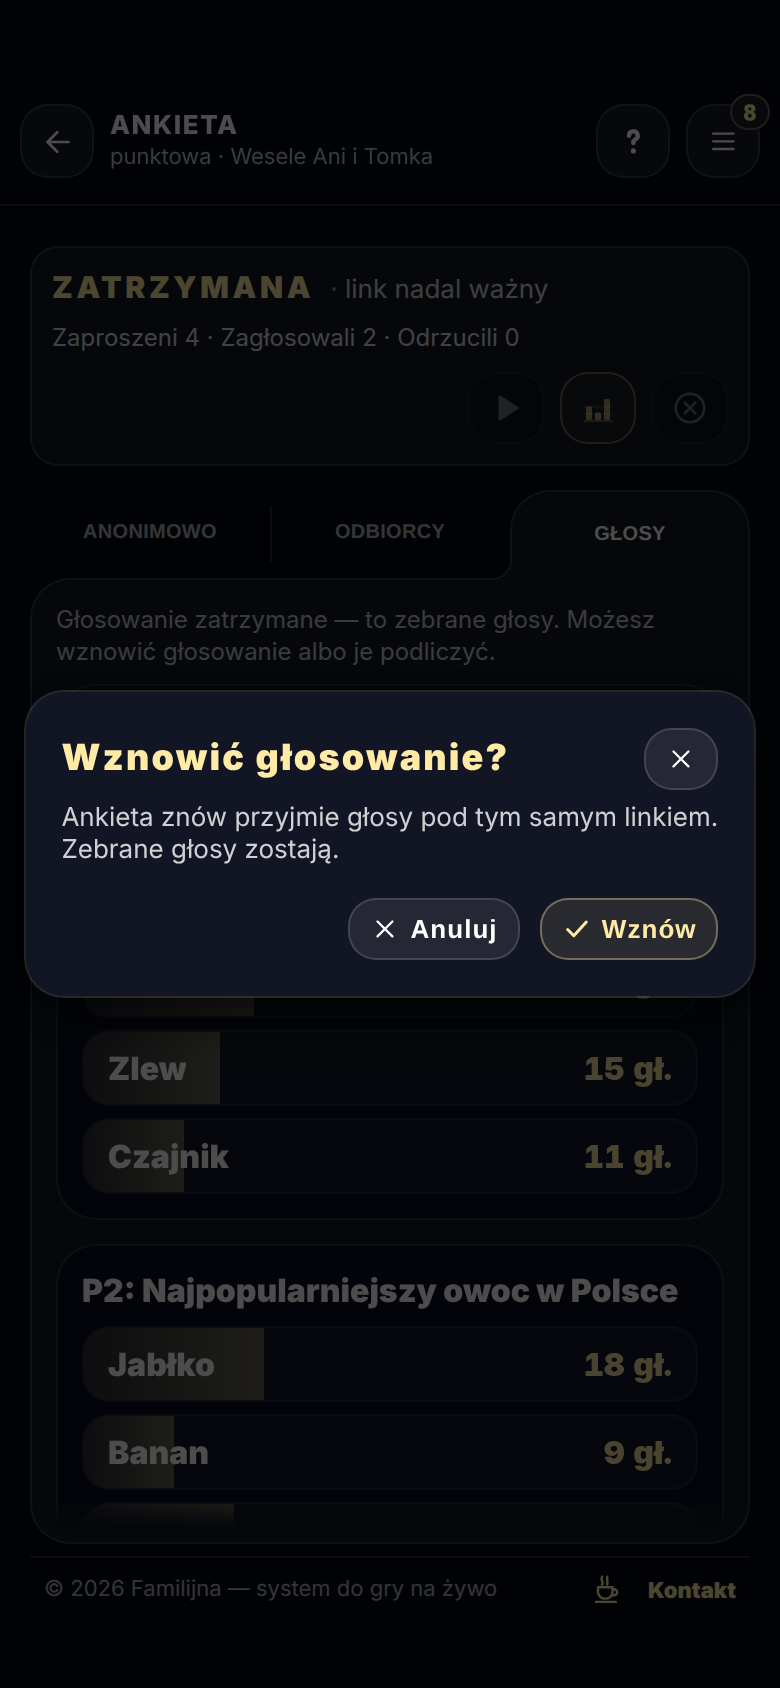 ANKIETA
punktowa · Wesele Ani i Tomka
?
8
ZATRZYMANA · link nadal ważny
Zaproszeni 4 · Zagłosowali 2 · Odrzucili 0
ANONIMOWO
ODBIORCY
GŁOSY
Głosowanie zatrzymane — to zebrane głosy. Możesz
wznowić głosowanie albo je podliczyć.
Wznowić głosowanie?
Ankieta znów przyjmie głosy pod tym samym linkiem.
Zebrane głosy zostają.
Anuluj
Wznów
Zlew 15 gł.
Czajnik 11 gł.
P2: Najpopularniejszy owoc w Polsce
Jabłko 18 gł.
Banan 9 gł.
© 2026 Familijna — system do gry na żywo
Kontakt